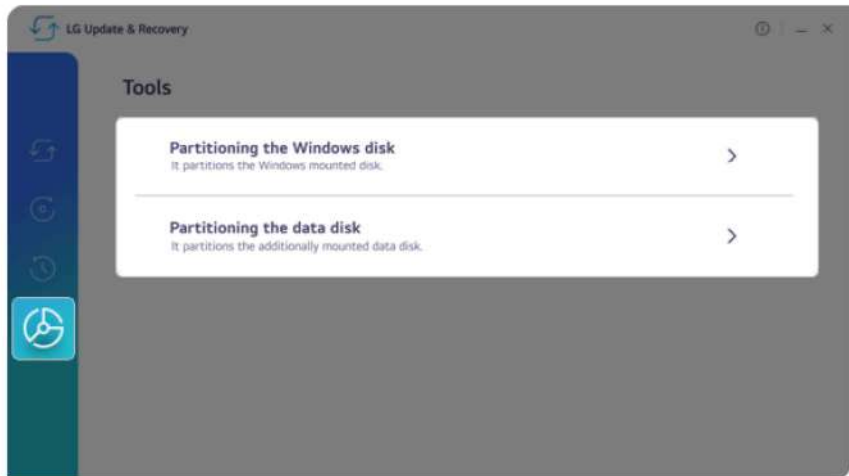 LG Update & Recovery
Tools
Partitioning the Windows disk
It partitions the Windows mounted disk.
Partitioning the data disk
It partitions the additionally mounted data disk.